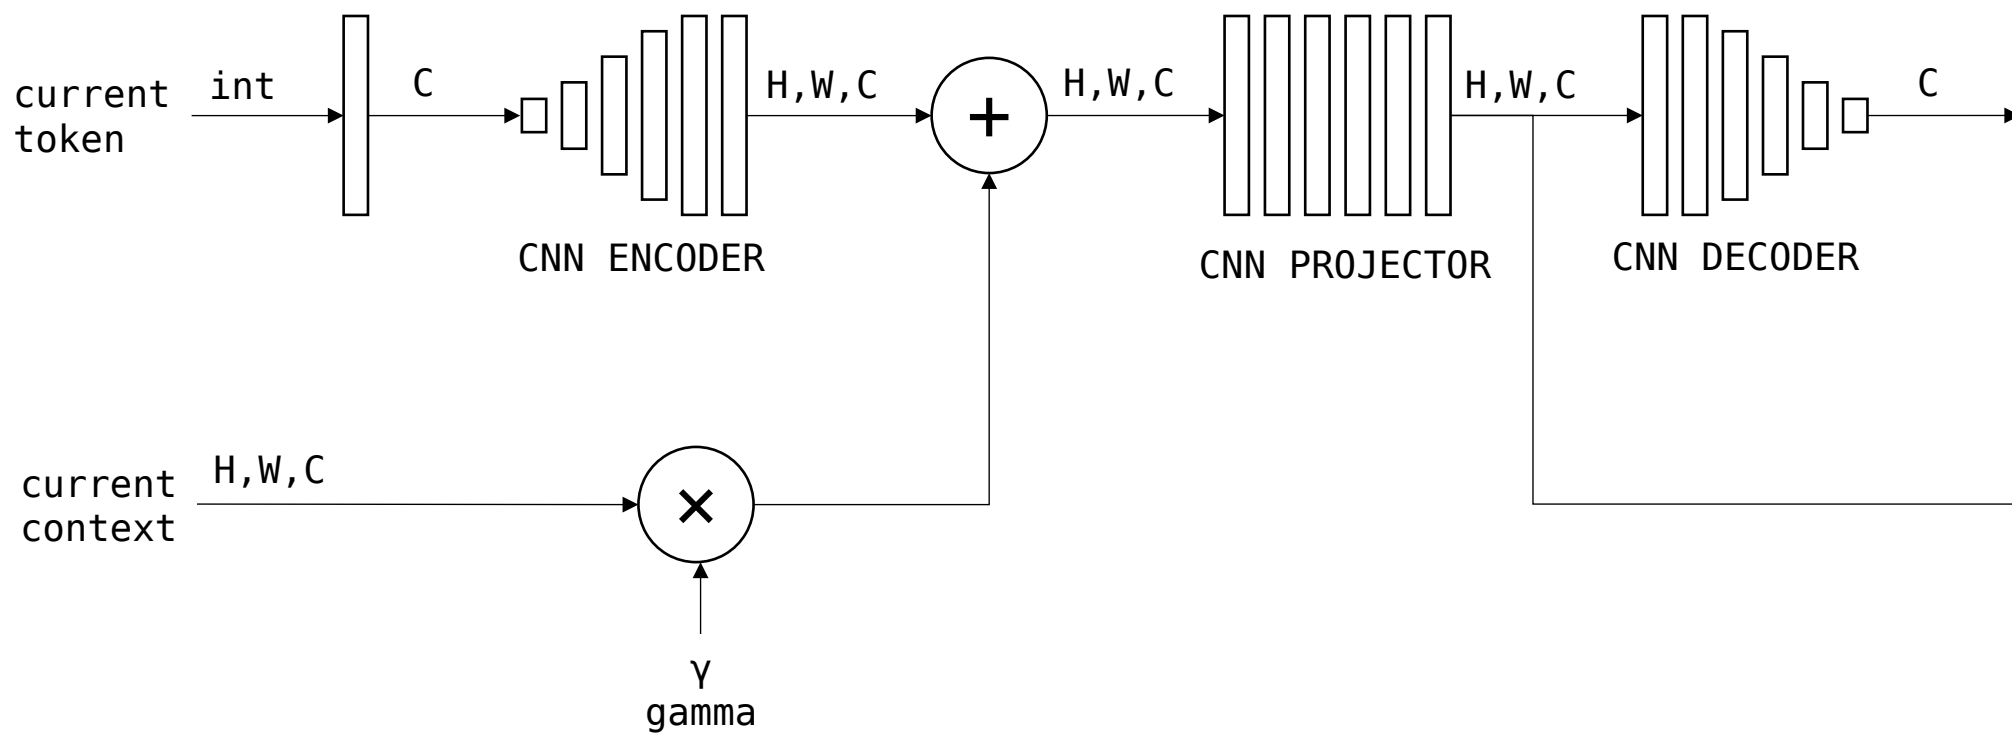 int
C
H,W,C
+
H,W,C
H,W,C
C
current
token
CNN ENCODER
CNN PROJECTOR
CNN DECODER
H,W,C
current
context
×
γ
gamma